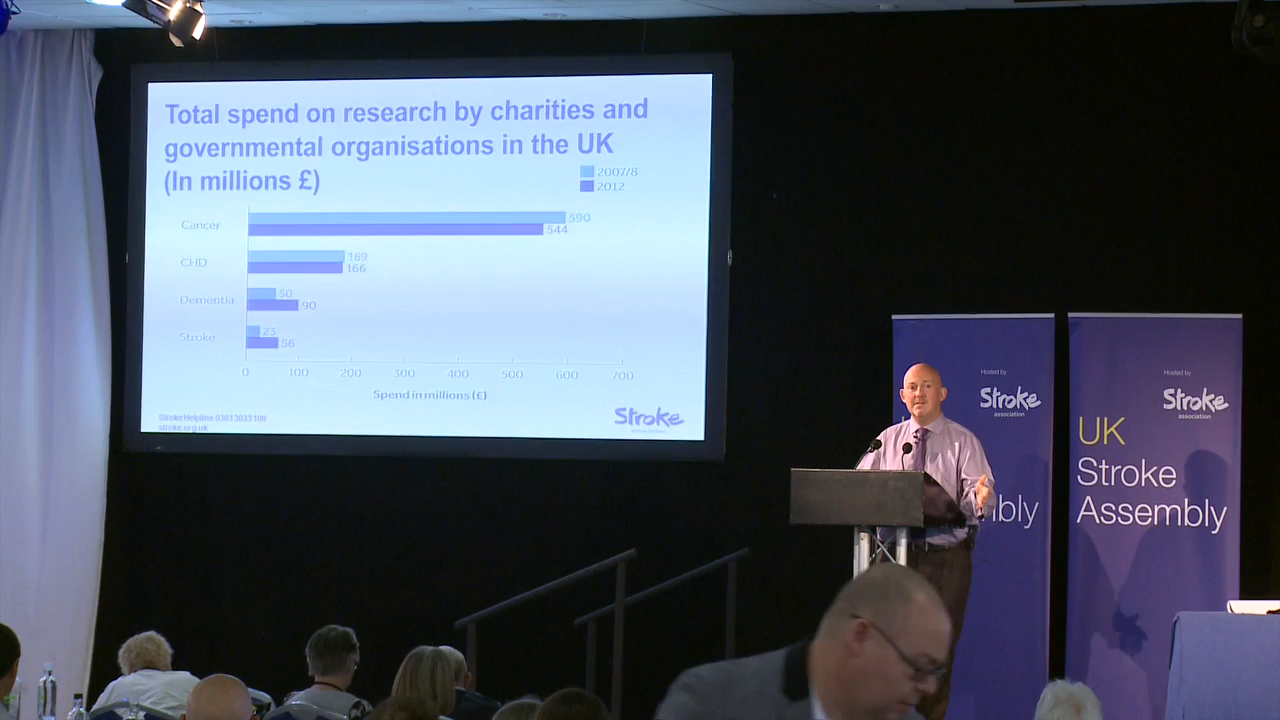 Total spend on research by charities and
governmental organisations in the UK
(In millions £)
2007/8
2012
Cancer
590
544
CHD
169
166
Dementia
50
90
Stroke
23
56
0 100 200 300 400 500 600 700
Spend in millions (£)
Stroke Helpline 0303 3033 100
stroke.org.uk
Stroke
association
Hosted by
Stroke
association
mbly
Hosted by
Stroke
association
UK
Stroke
Assembly